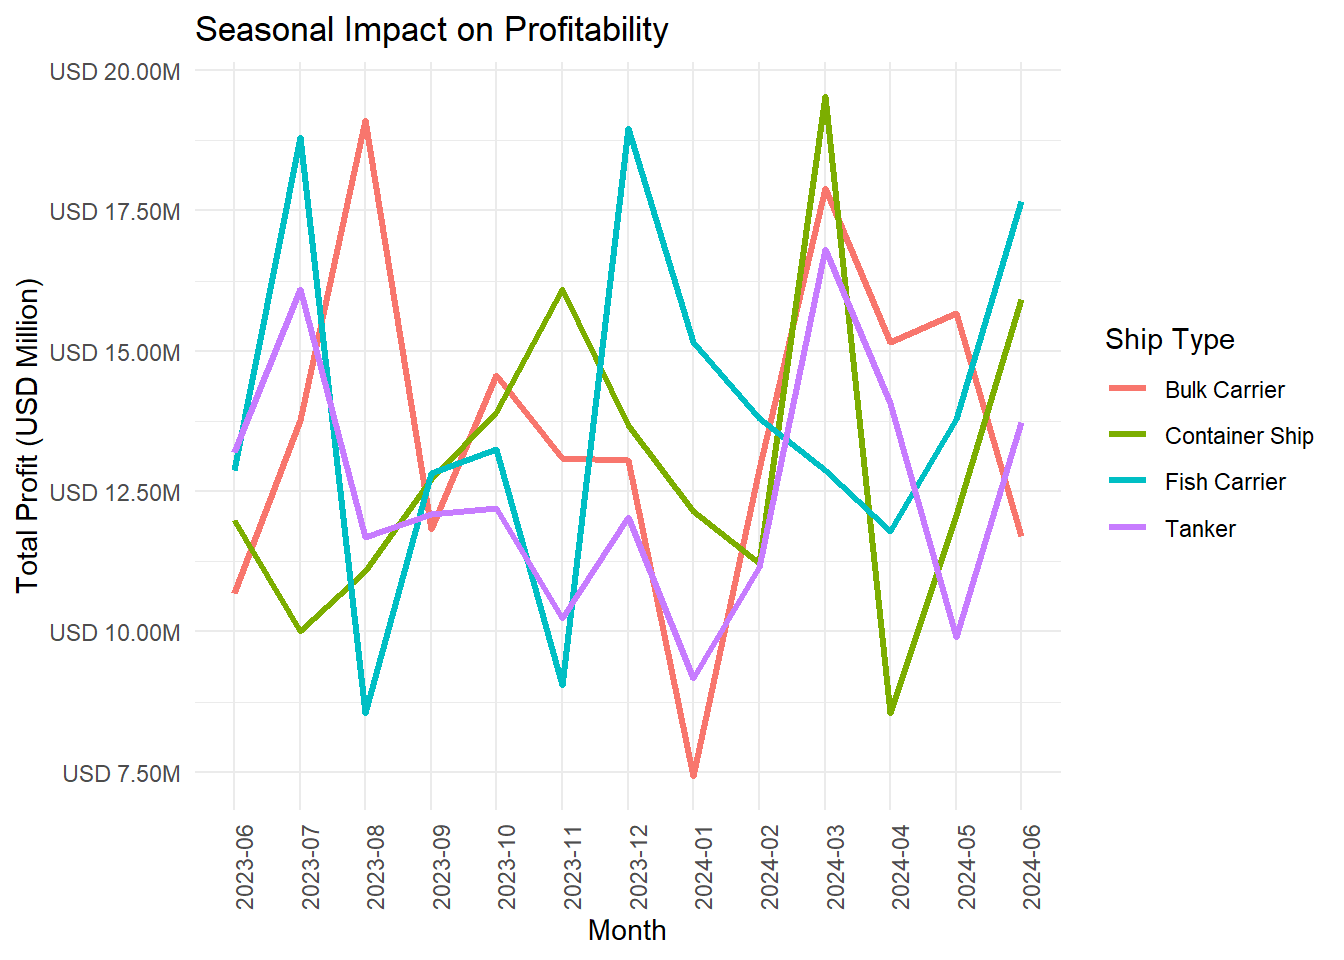 Seasonal Impact on Profitability
Total Profit (USD Million)
USD 20.00M
USD 17.50M
USD 15.00M
USD 12.50M
USD 10.00M
USD 7.50M
2023-06
2023-07
2023-08
2023-09
2023-10
2023-11
2023-12
2024-01
2024-02
2024-03
2024-04
2024-05
2024-06
Month
Ship Type
Bulk Carrier
Container Ship
Fish Carrier
Tanker